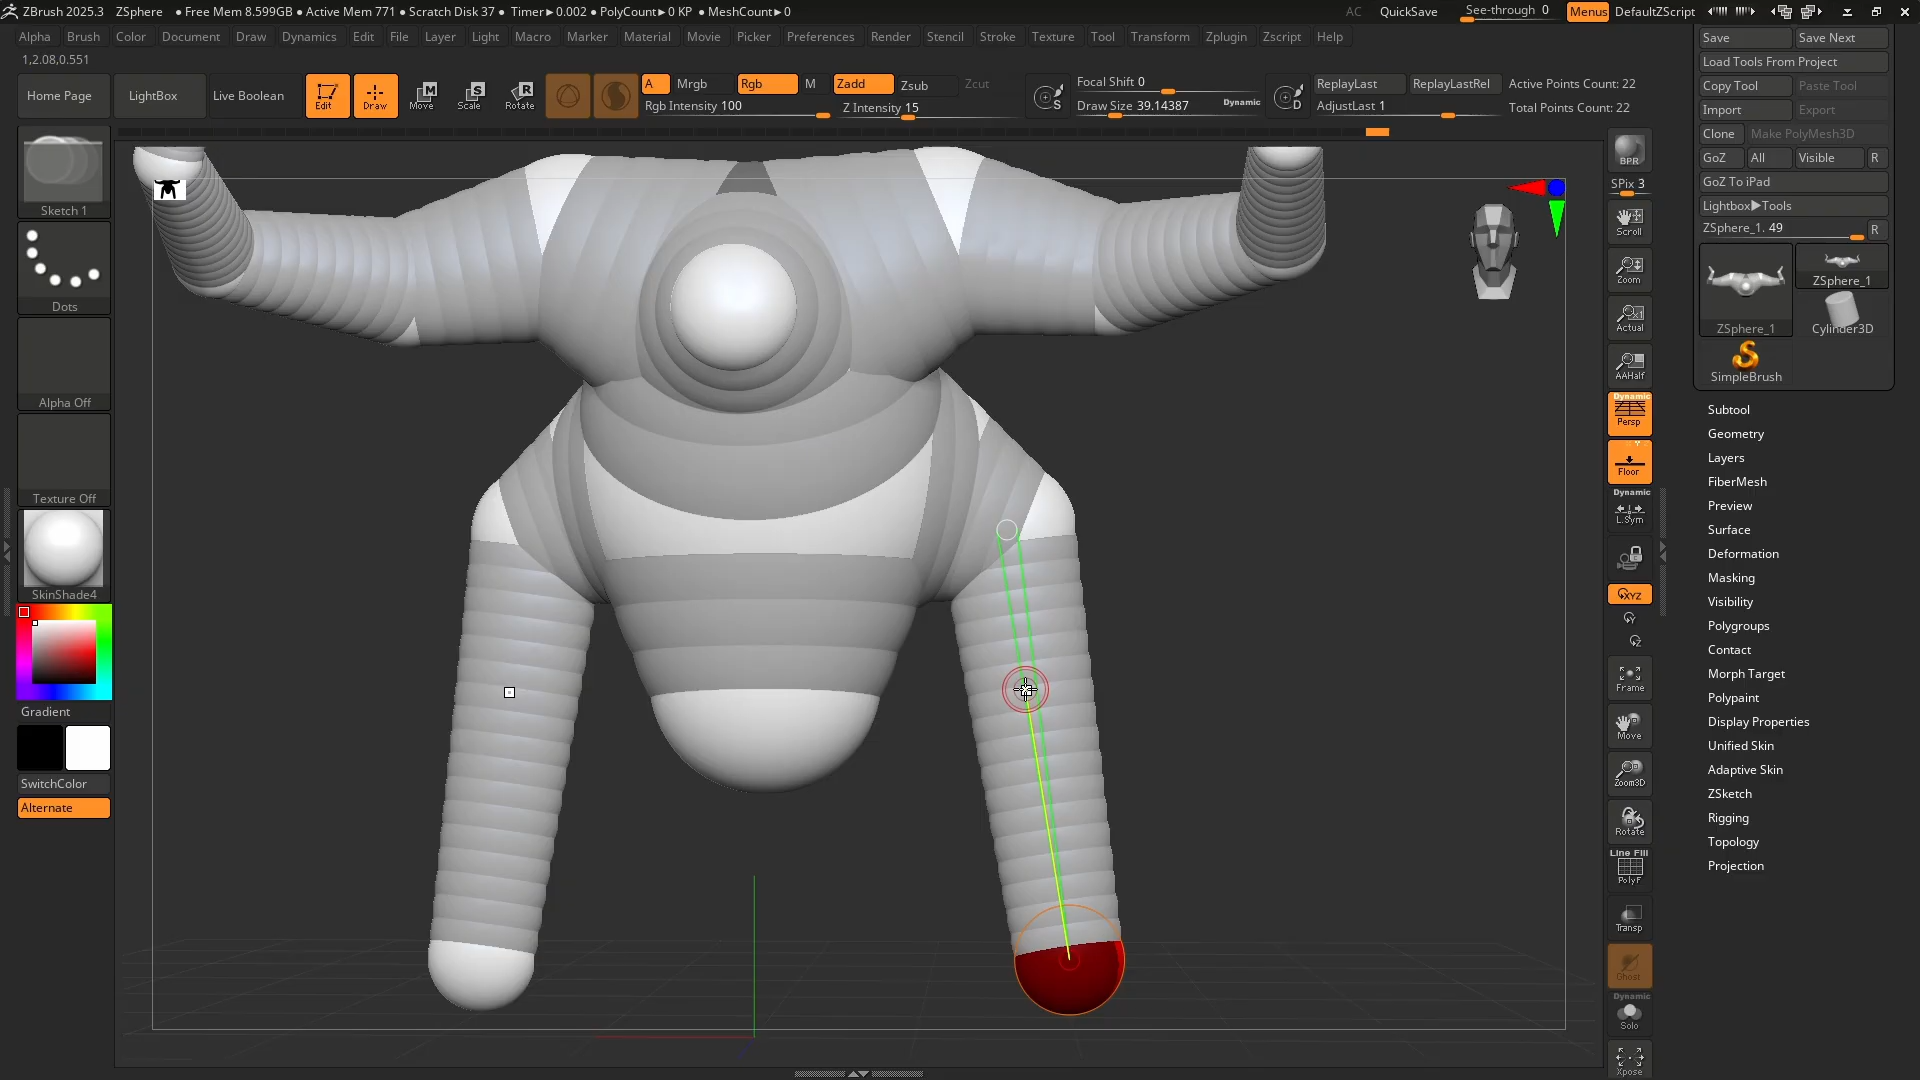 ZBrush 2025.3 ZSphere ● Free Mem 8.599GB ● Active Mem 771 ● Scratch Disk 37 ● Timer▶0.002 ● PolyCount▶0 KP ● MeshCount▶0 AC QuickSave See-through 0 Menus DefaultZScript
Alpha Brush Color Document Draw Dynamics Edit File Layer Light Macro Marker Material Movie Picker Preferences Render Stencil Stroke Texture Tool Transform Zplugin Zscript Help
1,2.08,0.551
Home Page LightBox Live Boolean Edit Draw Move Scale Rotate
A Mrgb Rgb M Zadd Zsub Zcut
Rgb Intensity 100 Z Intensity 15
Focal Shift 0
Draw Size 39.14387 Dynamic
ReplayLast ReplayLastRel Active Points Count: 22
AdjustLast 1 Total Points Count: 22
Sketch 1
Dots
Alpha Off
Texture Off
SkinShade4
Gradient
SwitchColor
Alternate
BPR
SPix 3
Scroll
Zoom
Actual
AAHalf
Dynamic
Persp
Floor
Dynamic
L.Sym
XYZ
Y
Z
Frame
Move
Zoom3D
Rotate
Line Fill
PolyF
Transp
Ghost
Dynamic
Solo
Xpose
Save Save Next
Load Tools From Project
Copy Tool Paste Tool
Import Export
Clone Make PolyMesh3D
GoZ All Visible R
GoZ To iPad
Lightbox▶Tools
ZSphere_1. 49 R
ZSphere_1
ZSphere_1 Cylinder3D
SimpleBrush
Subtool
Geometry
Layers
FiberMesh
Preview
Surface
Deformation
Masking
Visibility
Polygroups
Contact
Morph Target
Polypaint
Display Properties
Unified Skin
Adaptive Skin
ZSketch
Rigging
Topology
Projection